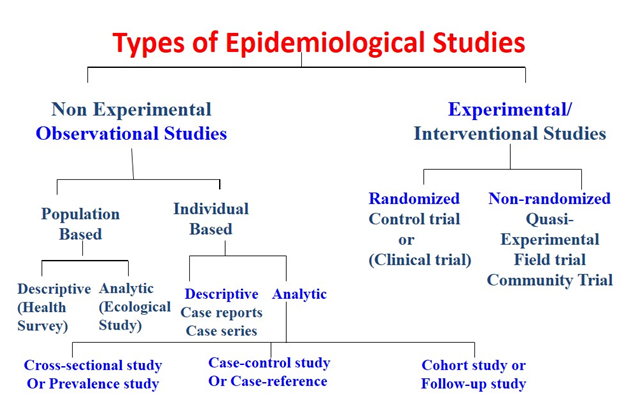 Types of Epidemiological Studies
Non Experimental
Observational Studies
Experimental/
Interventional Studies
Population
Based
Individual
Based
Randomized
Control trial
or
(Clinical trial)
Non-randomized
Quasi-
Experimental
Field trial
Community Trial
Descriptive
(Health
Survey)
Analytic
(Ecological
Study)
Descriptive
Case reports
Case series
Analytic
Cross-sectional study
Or Prevalence study
Case-control study
Or Case-reference
Cohort study or
Follow-up study